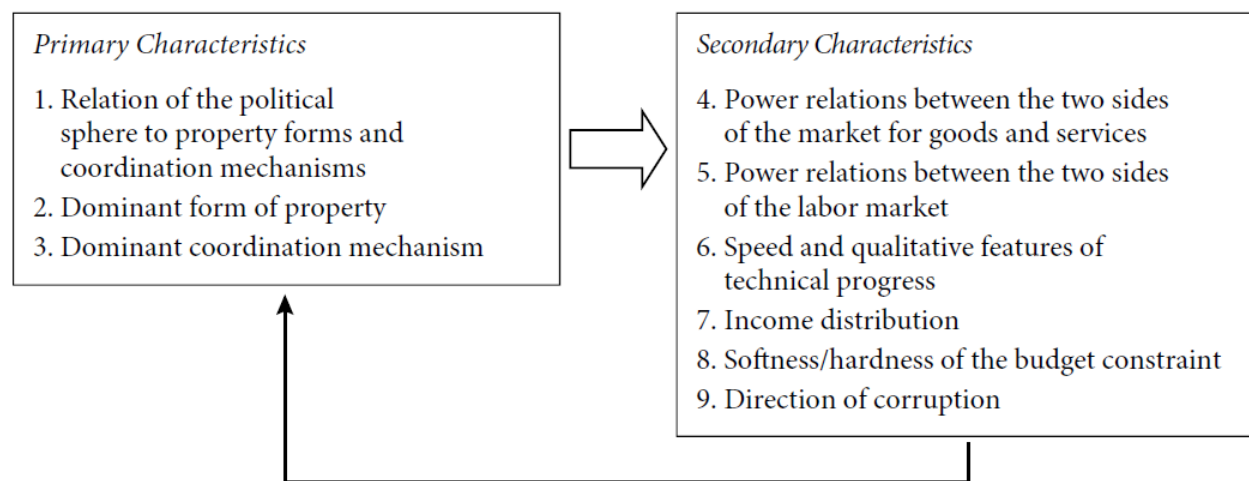 Primary Characteristics
1. Relation of the political
sphere to property forms and
coordination mechanisms
2. Dominant form of property
3. Dominant coordination mechanism
Secondary Characteristics
4. Power relations between the two sides
of the market for goods and services
5. Power relations between the two sides
of the labor market
6. Speed and qualitative features of
technical progress
7. Income distribution
8. Softness/hardness of the budget constraint
9. Direction of corruption